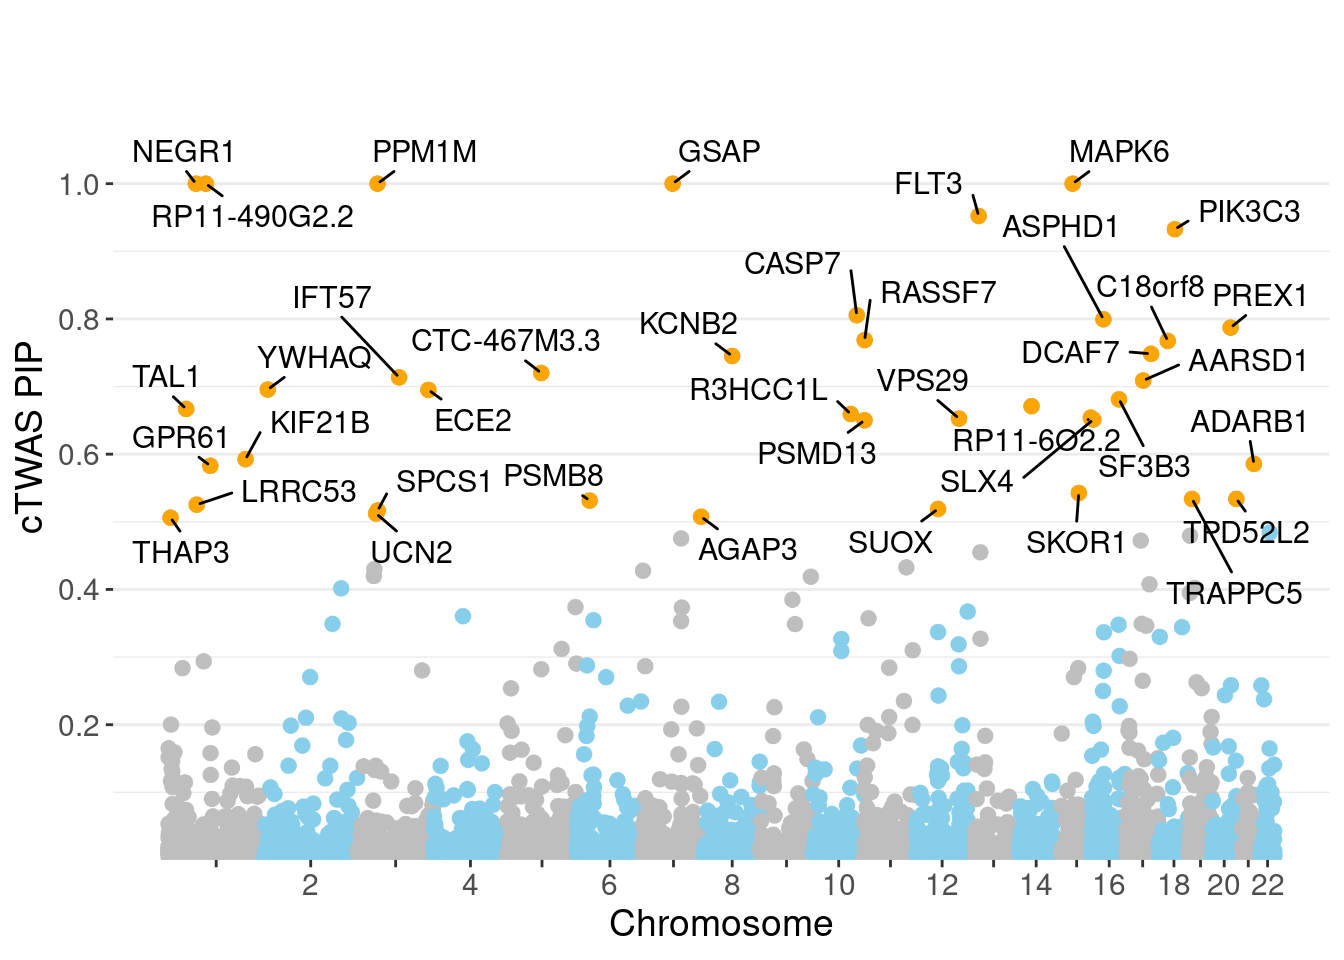 NEGR1
PPM1M
GSAP
MAPK6
1.0
FLT3
RP11-490G2.2
PIK3C3
ASPHD1
CASP7
C18orf8
RASSF7
PREX1
IFT57
0.8
KCNB2
CTC-467M3.3
DCAF7
YWHAQ
AARSD1
TAL1
VPS29
R3HCC1L
KIF21B
ECE2
ADARB1
GPR61
RP11-6O2.2
0.6
PSMD13
SF3B3
PSMB8
SPCS1
SLX4
LRRC53
cTWAS PIP
TPD52L2
THAP3
UCN2
AGAP3
SUOX
SKOR1
0.4
TRAPPC5
0.2
2
4
6
8
10
12
14
16
18
20
22
Chromosome